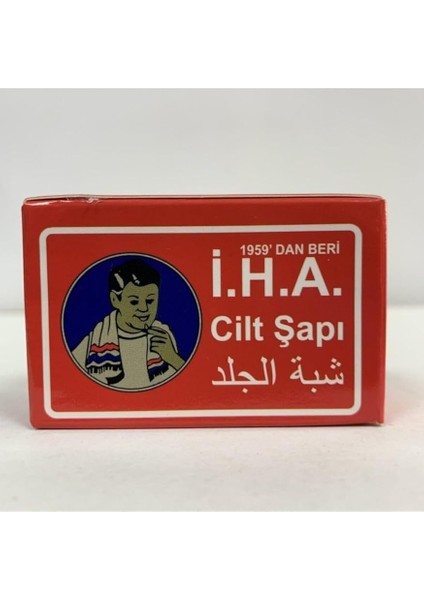 1959' DAN BERİ
İ.H.A.
Cilt Şapı
شبة الجلد